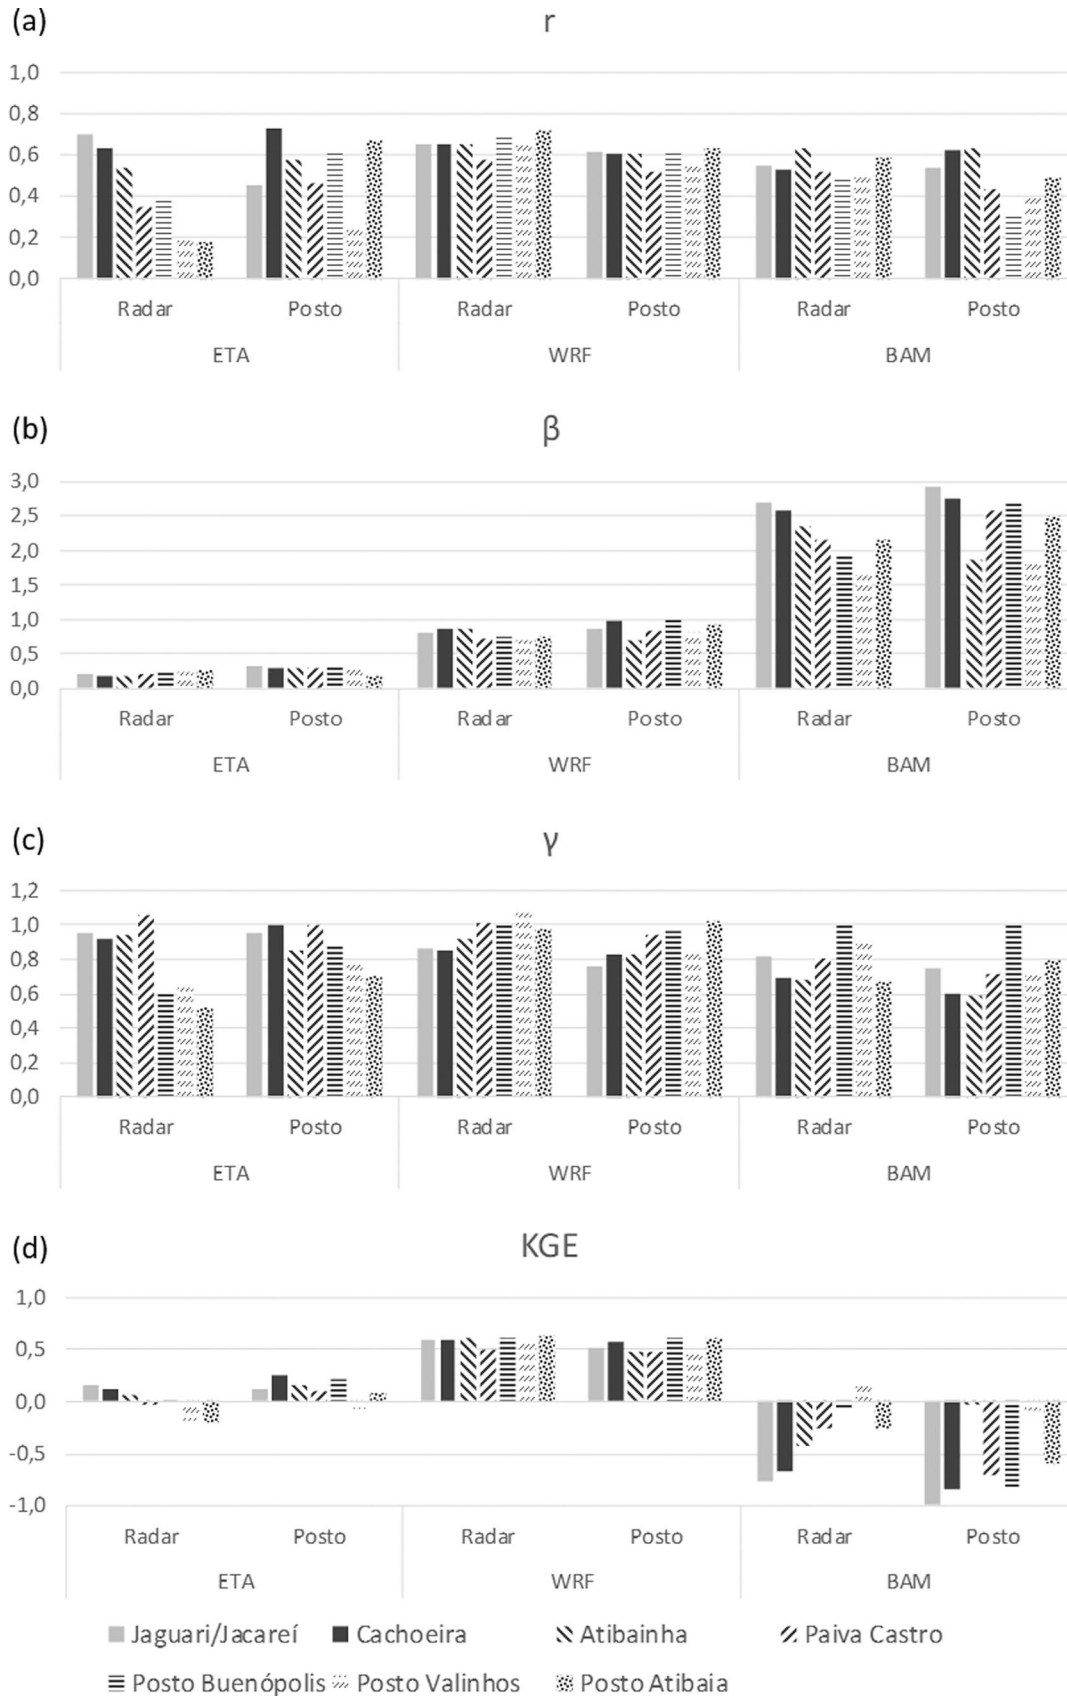 (a)
r
1,0
0,8
0,6
0,4
0,2
0,0
Radar Posto Radar Posto Radar Posto
ETA WRF BAM
(b)
β
3,0
2,5
2,0
1,5
1,0
0,5
0,0
Radar Posto Radar Posto Radar Posto
ETA WRF BAM
(c)
γ
1,2
1,0
0,8
0,6
0,4
0,2
0,0
Radar Posto Radar Posto Radar Posto
ETA WRF BAM
(d)
KGE
1,0
0,5
0,0
-0,5
-1,0
Radar Posto Radar Posto Radar Posto
ETA WRF BAM
Jaguari/Jacareí Cachoeira Atibainha Paiva Castro
Posto Buenópolis Posto Valinhos Posto Atibaia